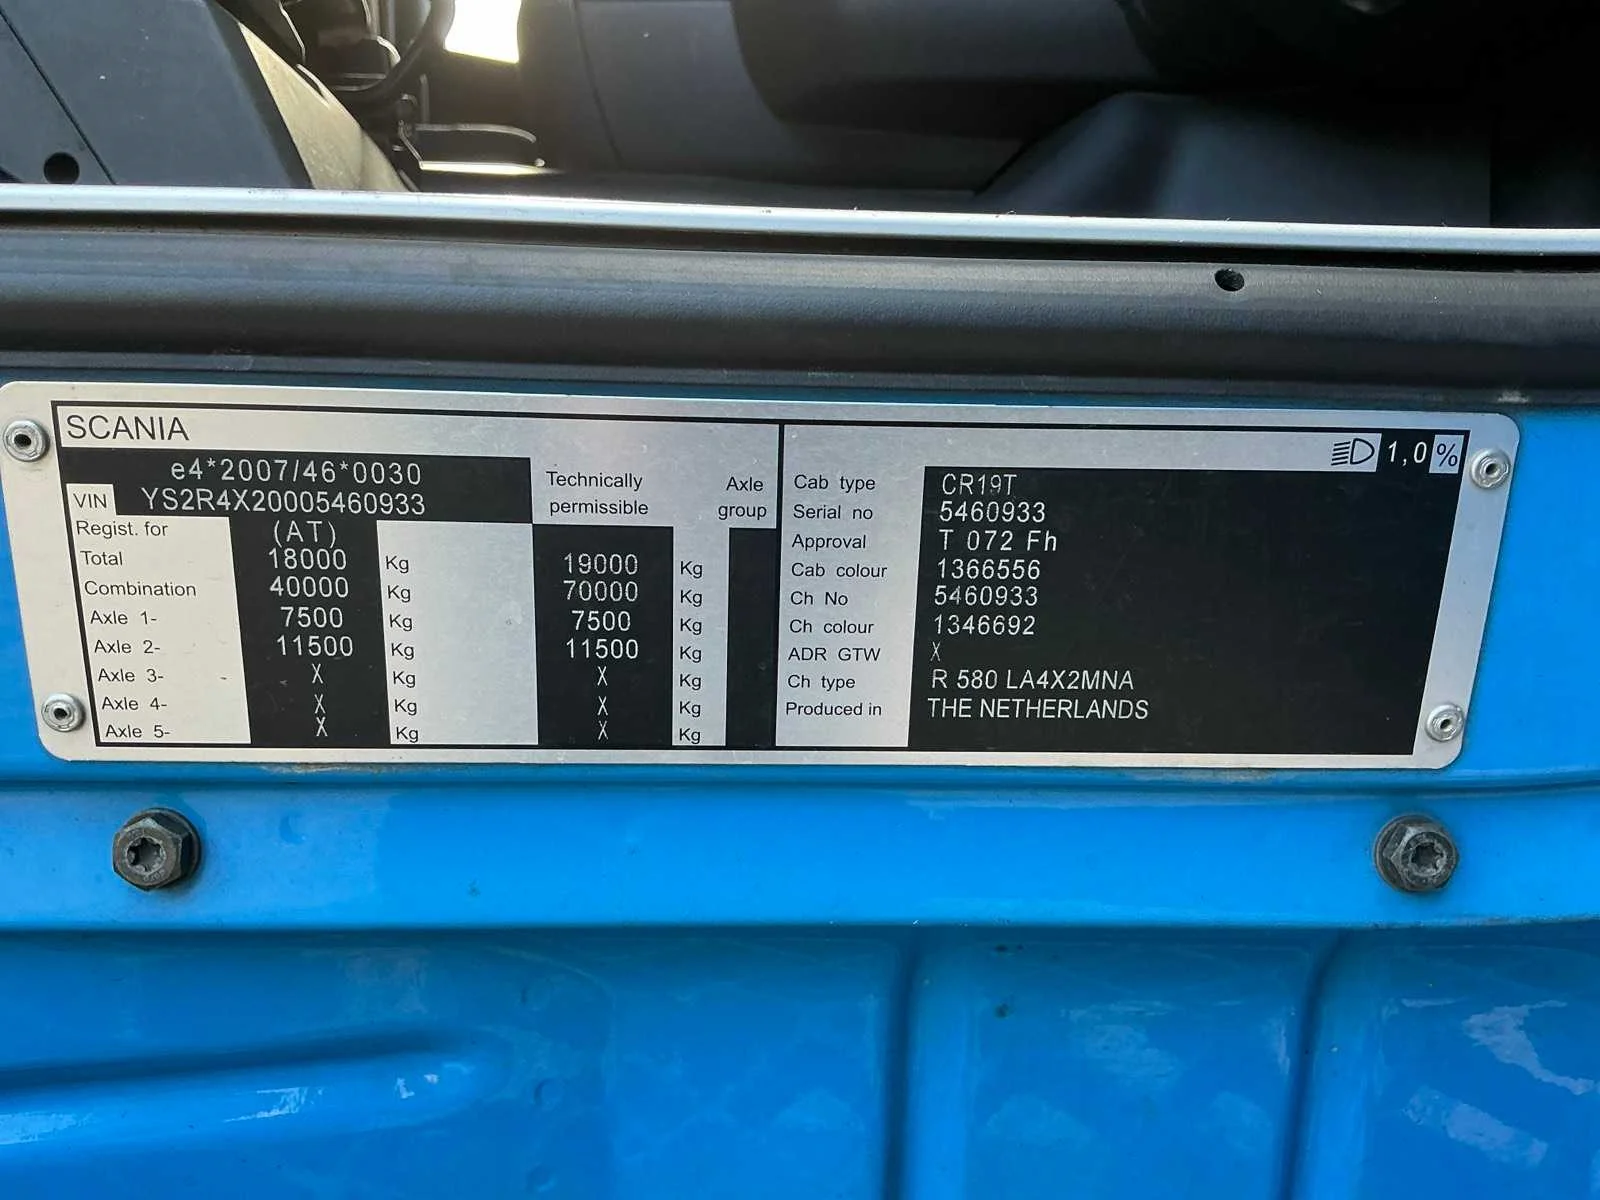 SCANIA
1,0 %
e4*2007/46*0030
VIN YS2R4X20005460933
Technically permissible
Axle group
Regist. for (AT)
Total 18000 Kg 19000 Kg
Combination 40000 Kg 70000 Kg
Axle 1- 7500 Kg 7500 Kg
Axle 2- 11500 Kg 11500 Kg
Axle 3- X Kg X Kg
Axle 4- X Kg X Kg
Axle 5- X Kg X Kg
Cab type CR19T
Serial no 5460933
Approval T 072 Fh
Cab colour 1366556
Ch No 5460933
Ch colour 1346692
ADR GTW X
Ch type R 580 LA4X2MNA
Produced in THE NETHERLANDS